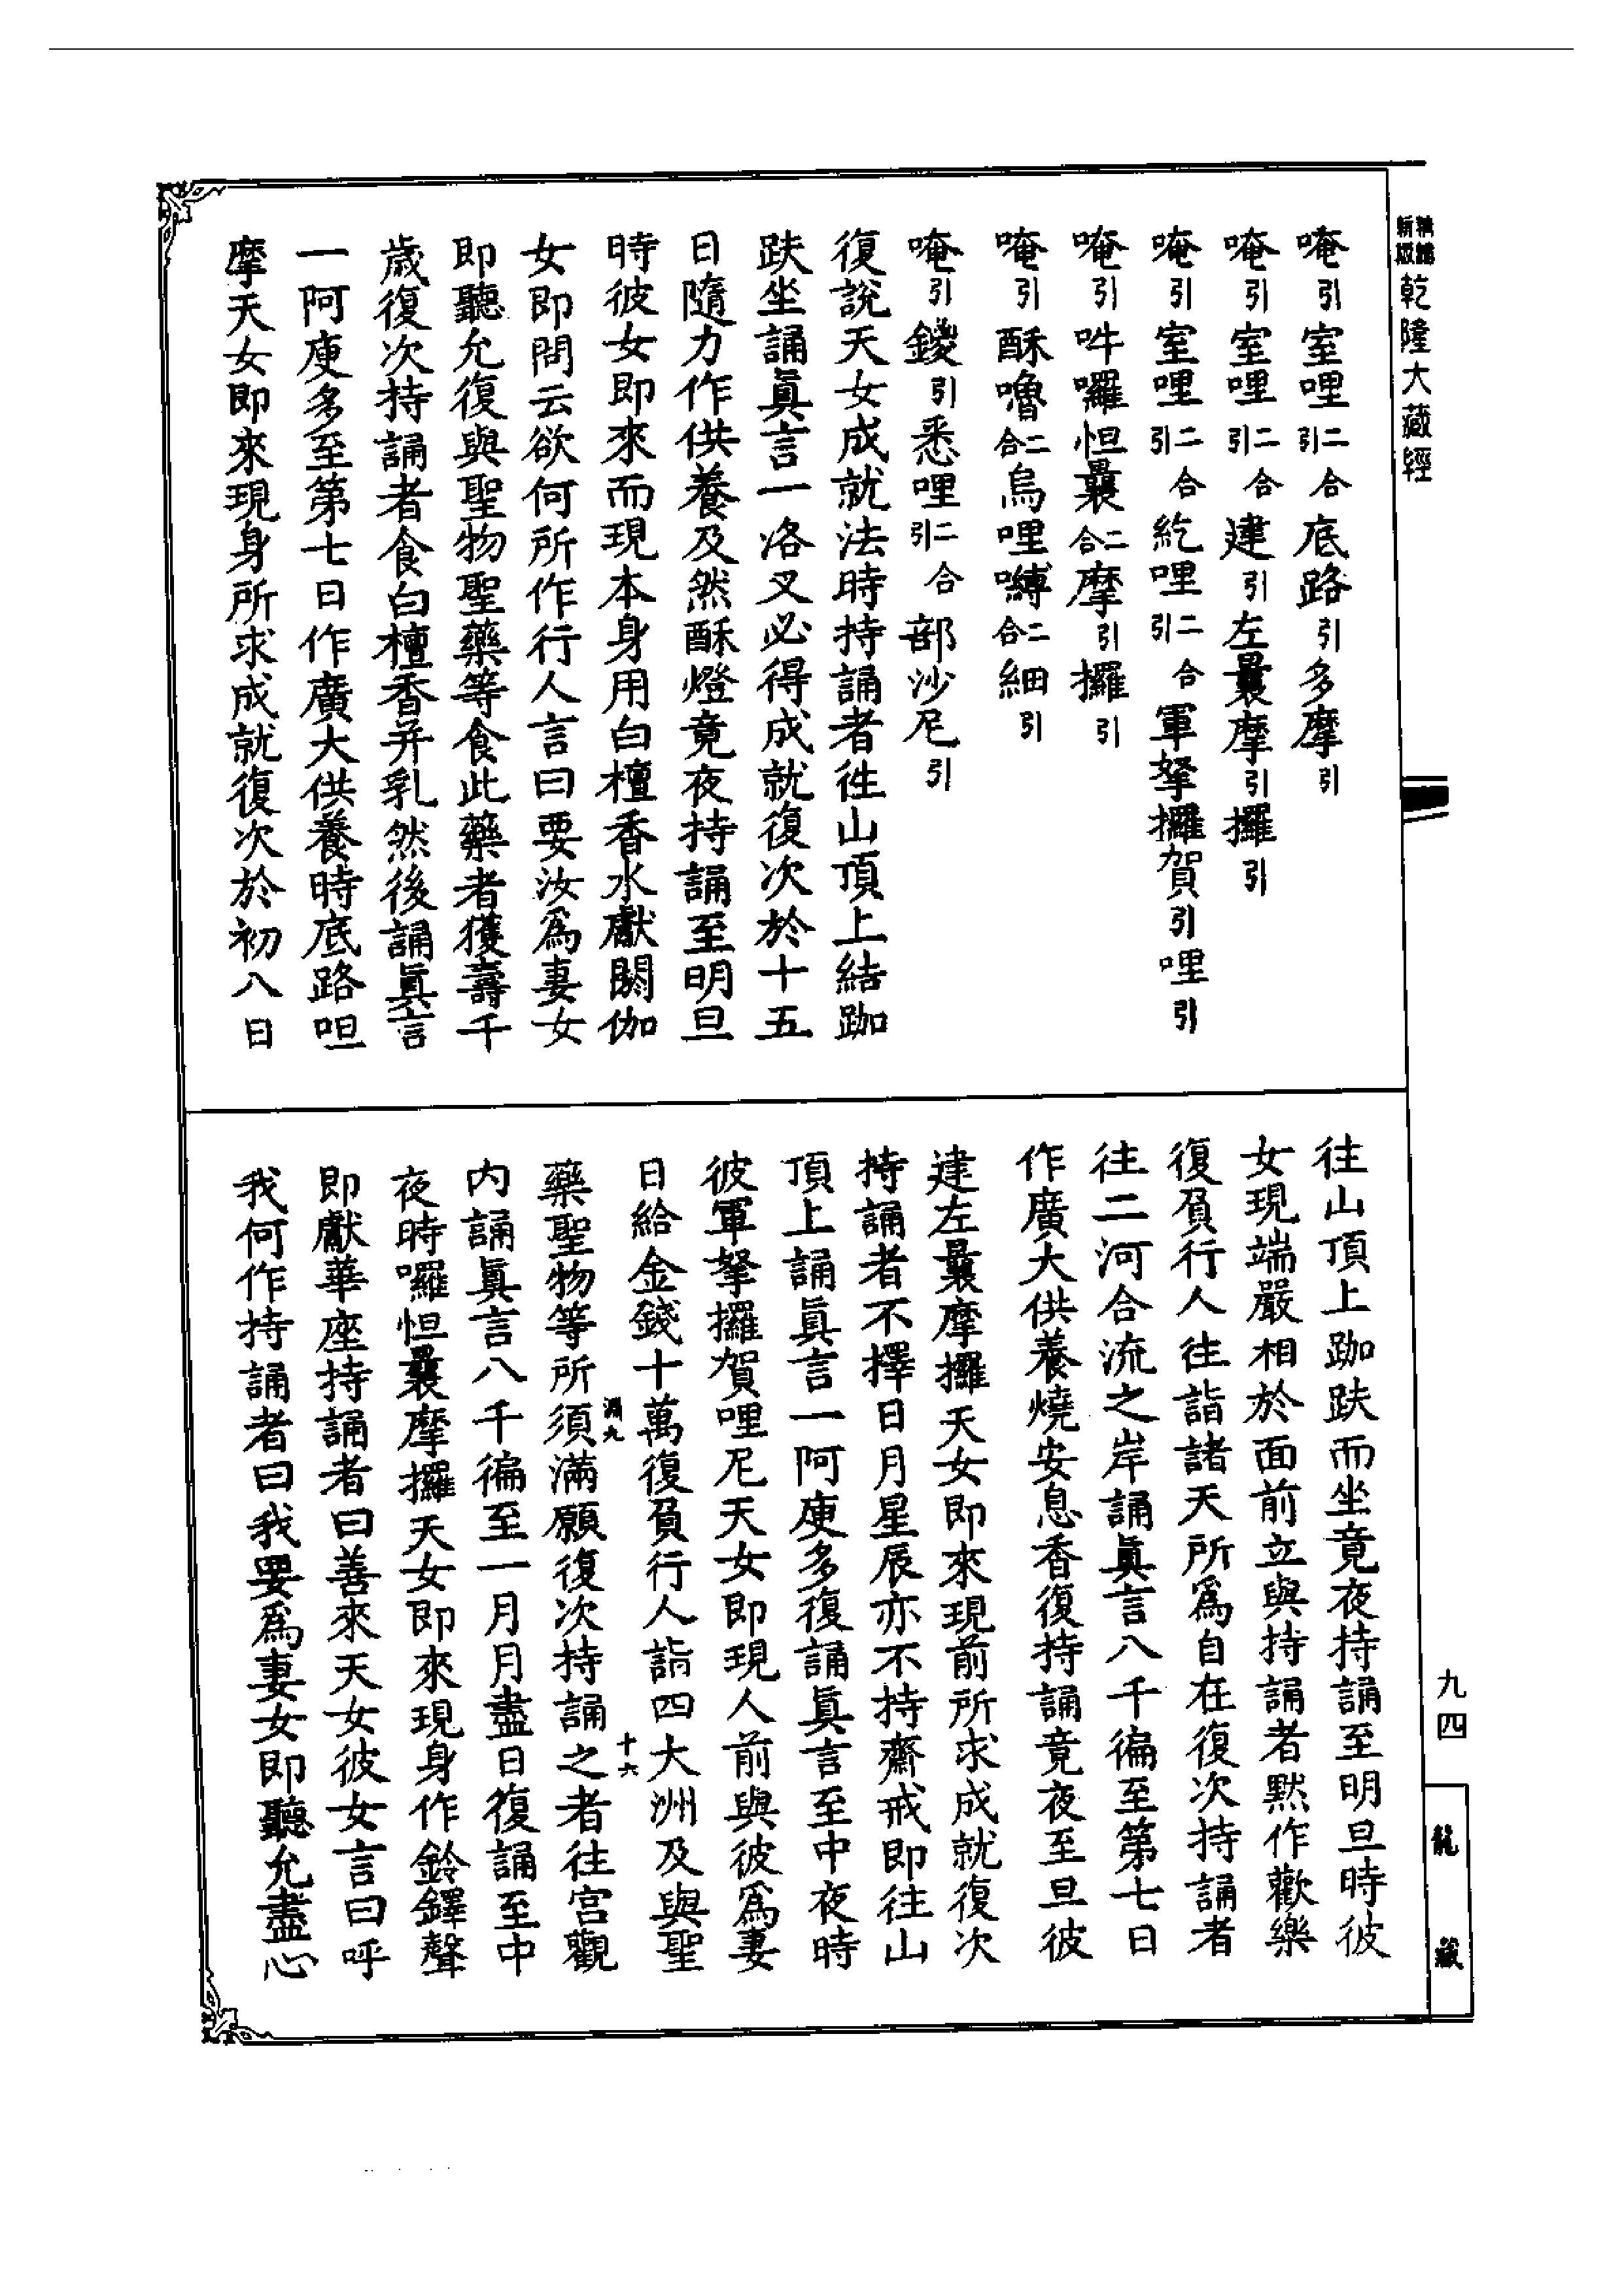 新版
乾隆大藏經
唵引室哩二合引底路引多摩引
唵引室哩二合引建引左曩摩引攞引
唵引室哩二合引紇哩二合引軍拏攞賀引哩引
唵引吽囉怛曩二合摩引攞引
唵引酥嚕二合烏哩嚩二合細引
唵引鍐引悉哩二合引部沙尼引
復說天女成就法時持誦者徃山頂上結跏
趺坐誦眞言一洛叉必得成就復次於十五
日隨力作供養及然酥燈竟夜持誦至明旦
時彼女即來而現本身用白檀香水獻閼伽
女即問云欲何所作行人言曰要汝爲妻女
即聽允復與聖物聖藥等食此藥者獲壽千
歲復次持誦者食白檀香并乳然後誦眞言
一阿庾多至第七日作廣大供養時底路呾
摩天女即來現身所求成就復次於初八日
往山頂上跏趺而坐竟夜持誦至明旦時彼
女現端嚴相於面前立與持誦者默作歡樂
復負行人往詣諸天所爲自在復次持誦者
往二河合流之岸誦眞言八千徧至第七日
作廣大供養燒安息香復持誦竟夜至旦彼
建左曩摩攞天女即來現前所求成就復次
持誦者不擇日月星辰亦不持齋戒即往山
頂上誦眞言一阿庾多復誦眞言至中夜時
彼軍拏攞賀哩尼天女即現人前與彼爲妻
日給金錢十萬復負行人詣四大洲及與聖
藥聖物等所須滿願復次持誦之者往宮觀
內誦眞言八千徧至一月月盡日復誦至中
夜時囉怛曩摩攞天女即來現身作鈴鐸聲
即獻華座持誦者曰善來天女彼女言曰呼
我何作持誦者曰我要爲妻女即聽允盡心
十六
九四
龍
藏